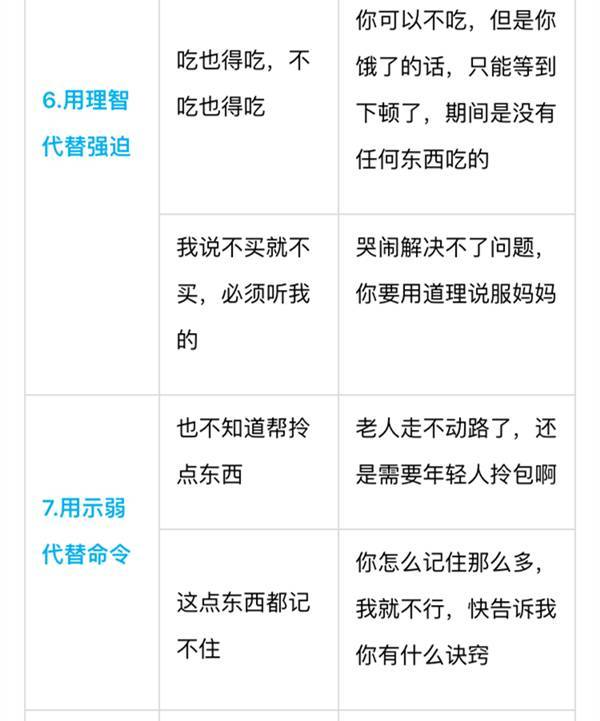 6.用理智
代替强迫
吃也得吃，不
吃也得吃
你可以不吃，但是你
饿了的话，只能等到
下顿了，期间是没有
任何东西吃的
我说不买就不
买，必须听我
的
哭闹解决不了问题，
你要用道理说服妈妈
7.用示弱
代替命令
也不知道帮拎
点东西
老人走不动路了，还
是需要年轻人拎包啊
这点东西都记
不住
你怎么记住那么多，
我就不行，快告诉我
你有什么诀窍